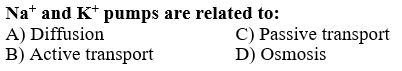 Na⁺ and K⁺ pumps are related to:
A) Diffusion C) Passive transport
B) Active transport D) Osmosis